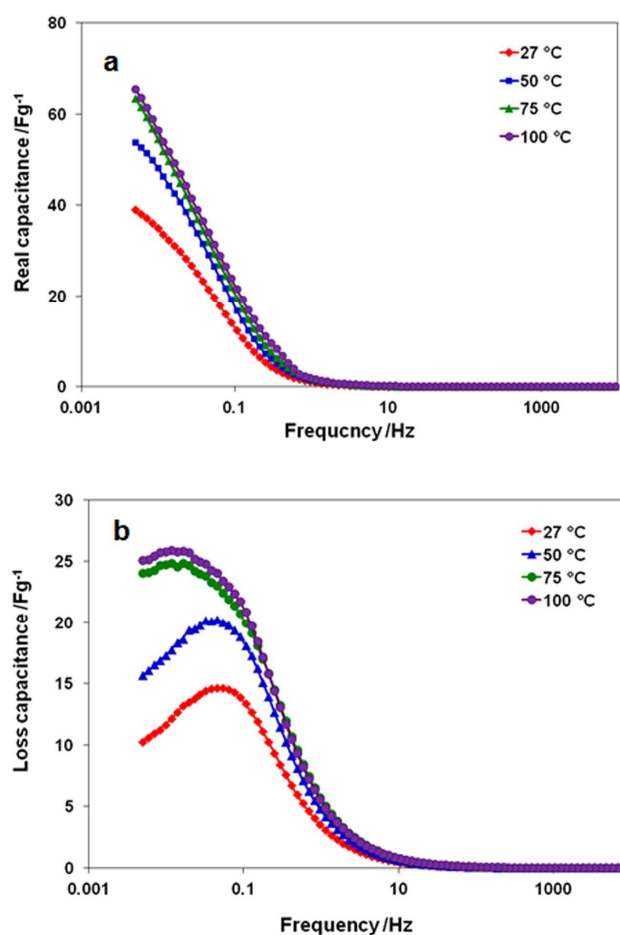 a
80
60
40
20
0
Real capacitance /Fg-1
27 °C
50 °C
75 °C
100 °C
0.001
0.1
10
1000
Frequcncy /Hz
b
30
25
20
15
10
5
0
Loss capacitance /Fg-1
27 °C
50 °C
75 °C
100 °C
0.001
0.1
10
1000
Frequency /Hz